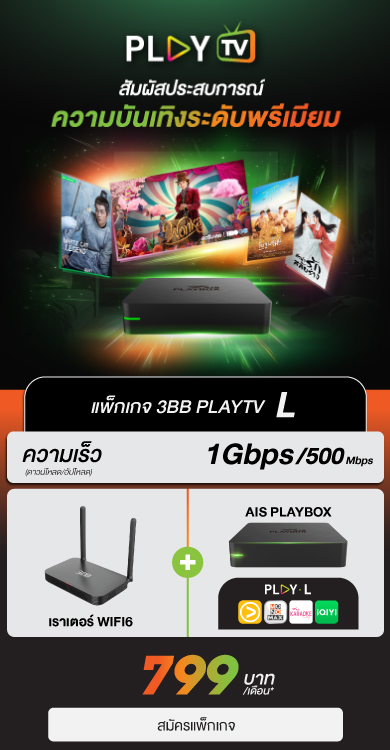 PLAY TV
สัมผัสประสบการณ์
ความบันเทิงระดับพรีเมียม
PLAYBOX
แพ็กเกจ 3BB PLAYTV L
ความเร็ว
(ดาวน์โหลด/อัปโหลด)
1Gbps/500 Mbps
AIS PLAYBOX
PLAY · L
MONOMAX
KARAOKE
iQIYI
เราเตอร์ WIFI6
799 บาท
/เดือน*
สมัครแพ็กเกจ